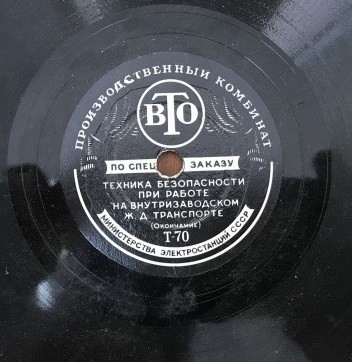 ПРОИЗВОДСТВЕННЫЙ КОМБИНАТ
ВТО
ПО СПЕЦ ЗАКАЗУ
ТЕХНИКА БЕЗОПАСНОСТИ
ПРИ РАБОТЕ
НА ВНУТРИЗАВОДСКОМ
Ж. Д. ТРАНСПОРТЕ
(Окончание)
Т-70
МИНИСТЕРСТВА ЭЛЕКТРОСТАНЦИЙ СССР